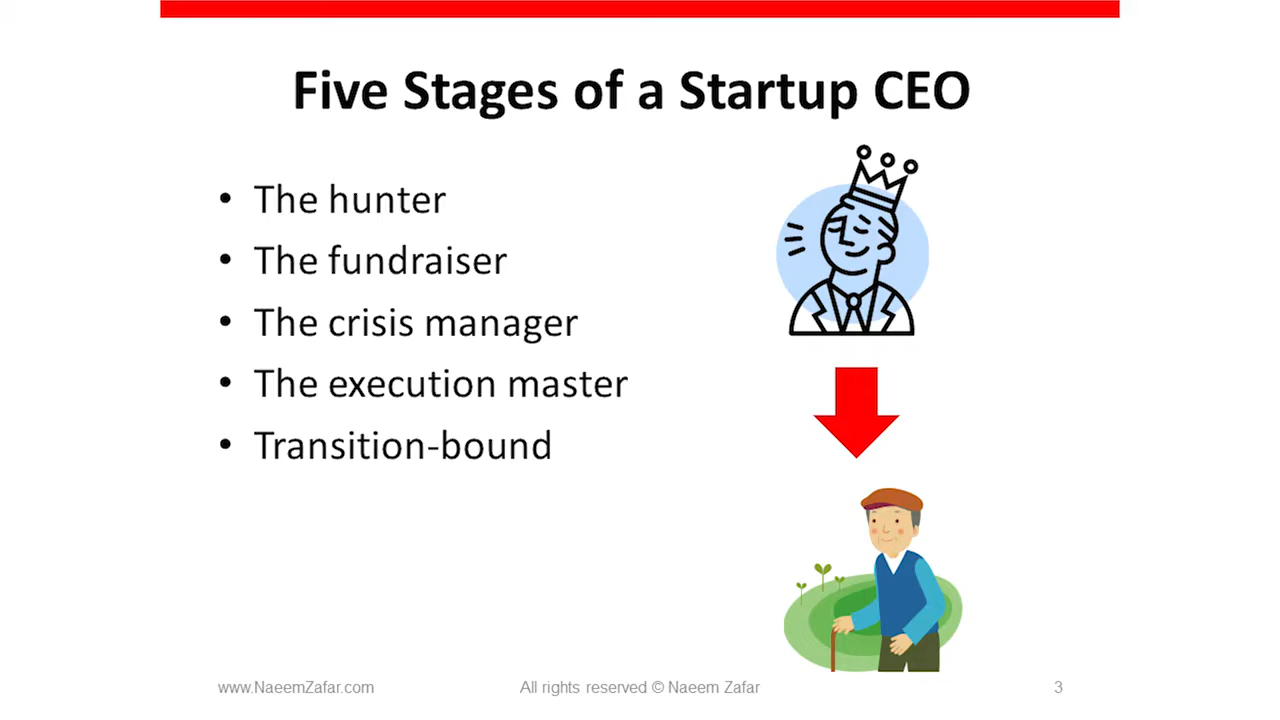 Five Stages of a Startup CEO
• The hunter
• The fundraiser
• The crisis manager
• The execution master
• Transition-bound
www.NaeemZafar.com
All rights reserved © Naeem Zafar
3